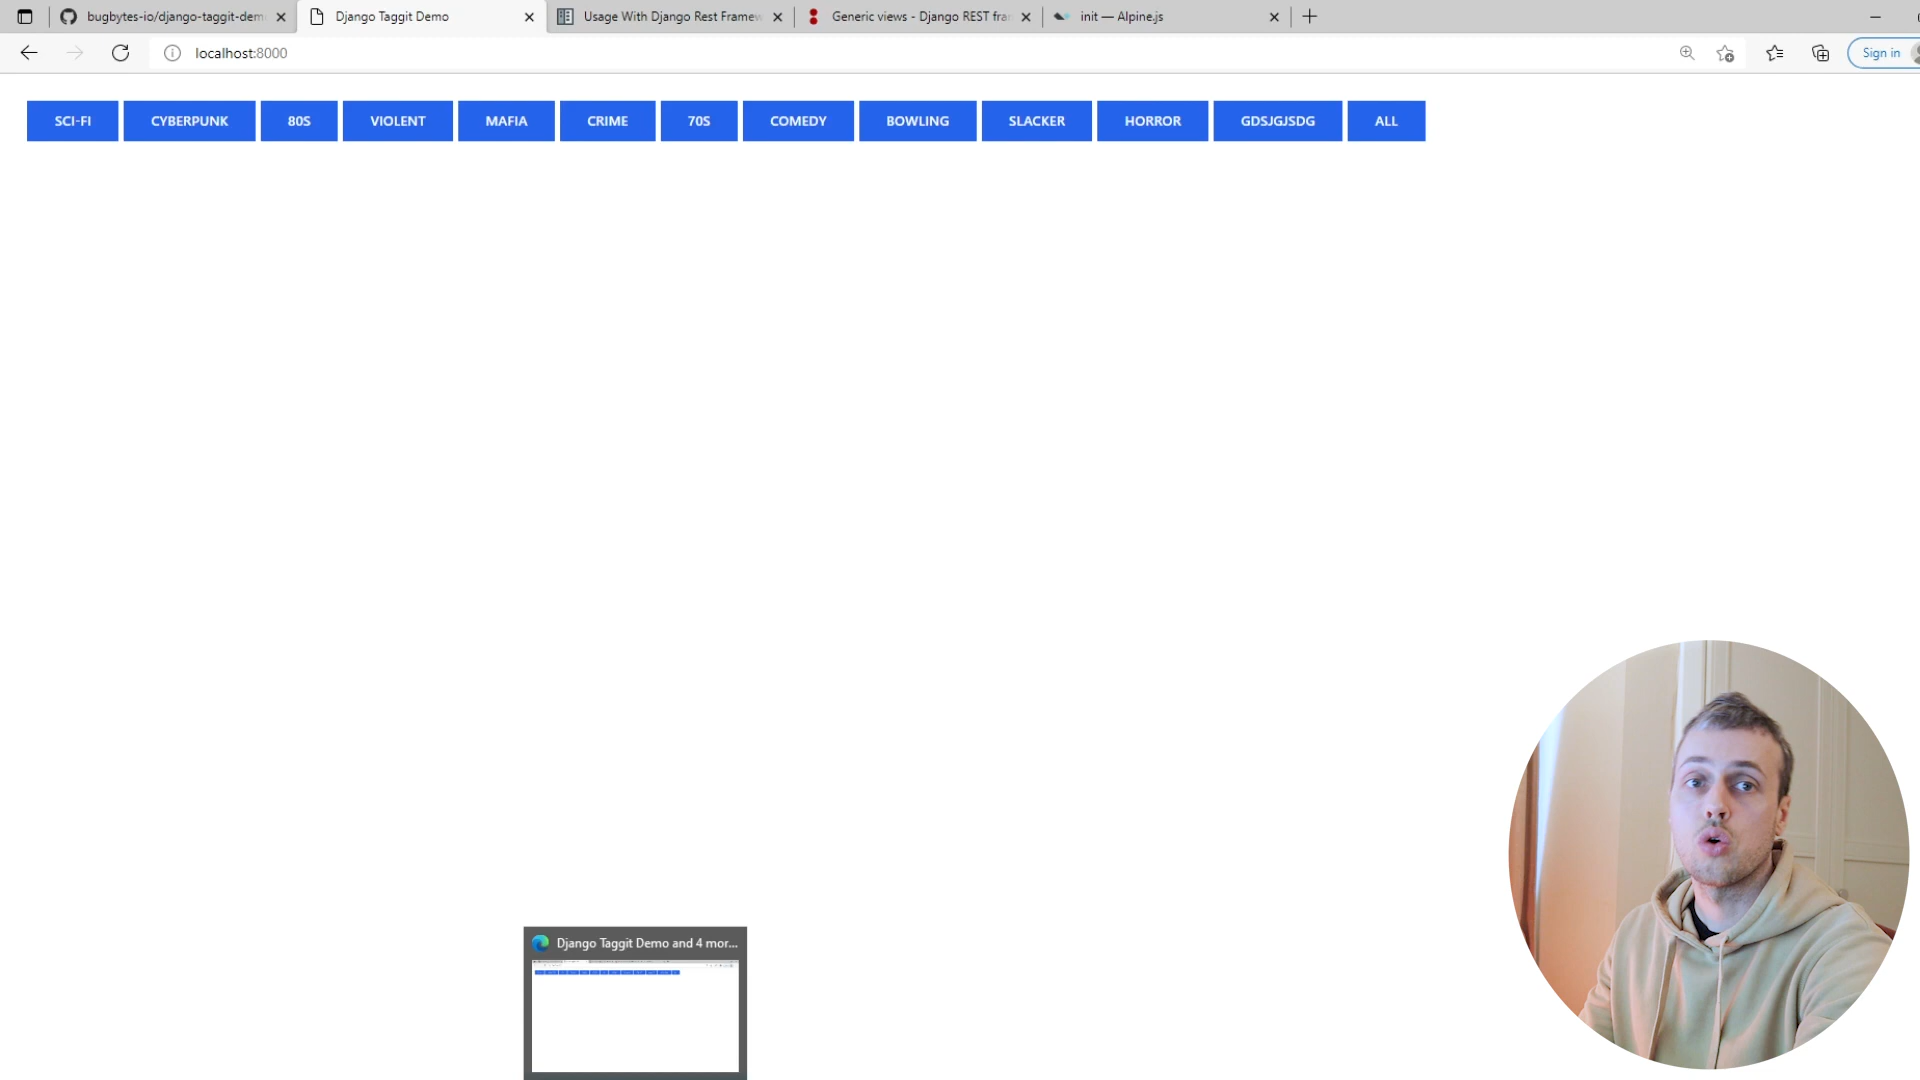 bugbytes-io/django-taggit-dem
Django Taggit Demo
Usage With Django Rest Framew
Generic views - Django REST fra
init — Alpine.js
localhost:8000
Sign in
SCI-FI
CYBERPUNK
80S
VIOLENT
MAFIA
CRIME
70S
COMEDY
BOWLING
SLACKER
HORROR
GDSJGJSDG
ALL
Django Taggit Demo and 4 mor...